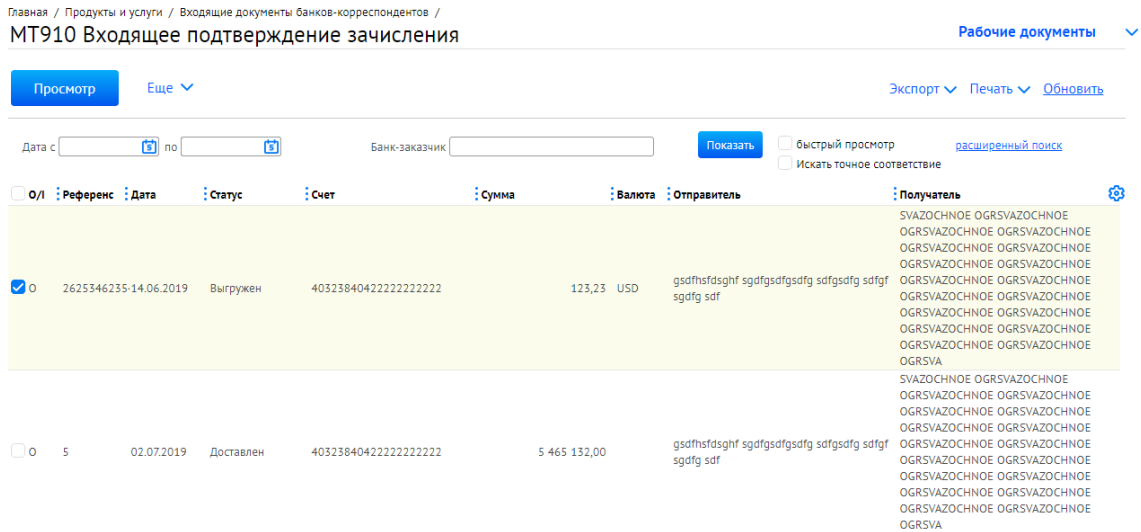 Главная / Продукты и услуги / Входящие документы банков-корреспондентов /
МТ910 Входящее подтверждение зачисления
Рабочие документы
Просмотр Еще Экспорт Печать Обновить
Дата с по Банк-заказчик Показать быстрый просмотр расширенный поиск
Искать точное соответствие
O/I Референс Дата Статус Счет Сумма Валюта Отправитель Получатель
SVAZOCHNOE OGRSVAZOCHNOE
OGRSVAZOCHNOE OGRSVAZOCHNOE
OGRSVAZOCHNOE OGRSVAZOCHNOE
OGRSVAZOCHNOE OGRSVAZOCHNOE
gsdfhsfdsghf sgdfgsdfgsdfg sdfgsdfg sdfgf OGRSVAZOCHNOE OGRSVAZOCHNOE
O 2625346235-14.06.2019 Выгружен 40323840422222222222 123,23 USD
sgdfg sdf OGRSVAZOCHNOE OGRSVAZOCHNOE
OGRSVAZOCHNOE OGRSVAZOCHNOE
OGRSVAZOCHNOE OGRSVAZOCHNOE
OGRSVAZOCHNOE OGRSVAZOCHNOE
OGRSVA
SVAZOCHNOE OGRSVAZOCHNOE
OGRSVAZOCHNOE OGRSVAZOCHNOE
OGRSVAZOCHNOE OGRSVAZOCHNOE
OGRSVAZOCHNOE OGRSVAZOCHNOE
gsdfhsfdsghf sgdfgsdfgsdfg sdfgsdfg sdfgf OGRSVAZOCHNOE OGRSVAZOCHNOE
O 5 02.07.2019 Доставлен 40323840422222222222 5 465 132,00
sgdfg sdf OGRSVAZOCHNOE OGRSVAZOCHNOE
OGRSVAZOCHNOE OGRSVAZOCHNOE
OGRSVAZOCHNOE OGRSVAZOCHNOE
OGRSVAZOCHNOE OGRSVAZOCHNOE
OGRSVA